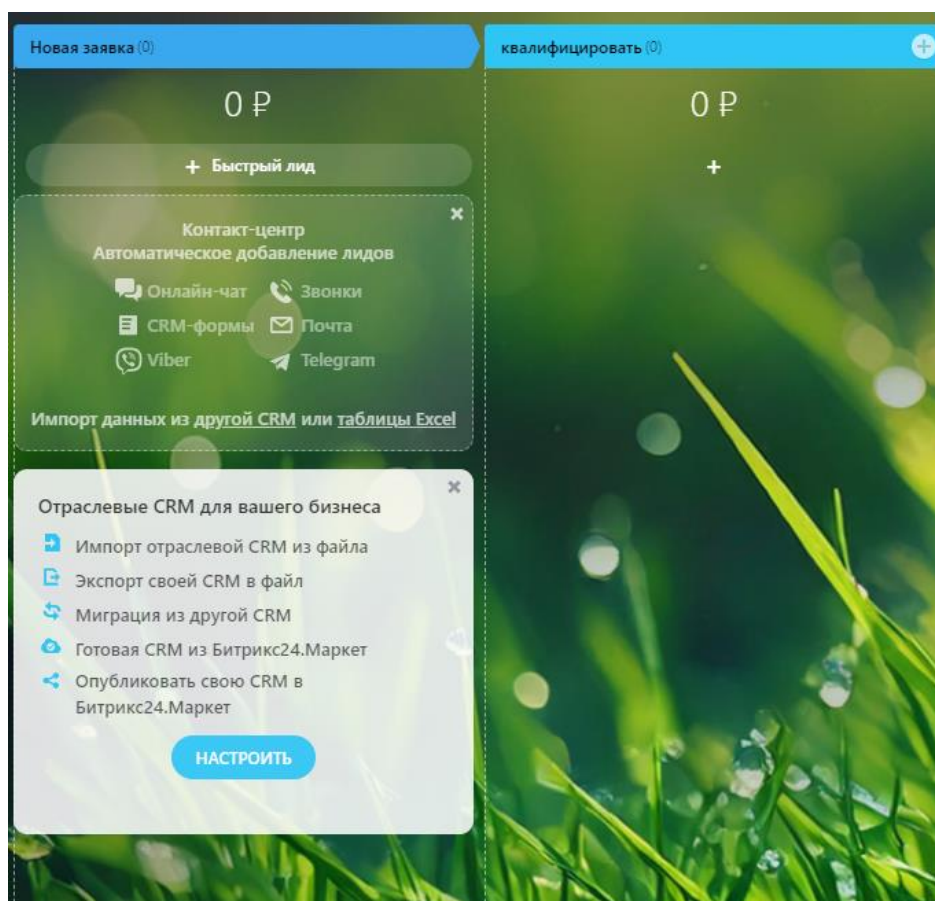 Новая заявка (0)
квалифицировать (0)
0 ₽
0 ₽
+ Быстрый лид
+
Контакт-центр
Автоматическое добавление лидов
Онлайн-чат
Звонки
CRM-формы
Почта
Viber
Telegram
Импорт данных из другой CRM или таблицы Excel
Отраслевые CRM для вашего бизнеса
Импорт отраслевой CRM из файла
Экспорт своей CRM в файл
Миграция из другой CRM
Готовая CRM из Битрикс24.Маркет
Опубликовать свою CRM в
Битрикс24.Маркет
НАСТРОИТЬ